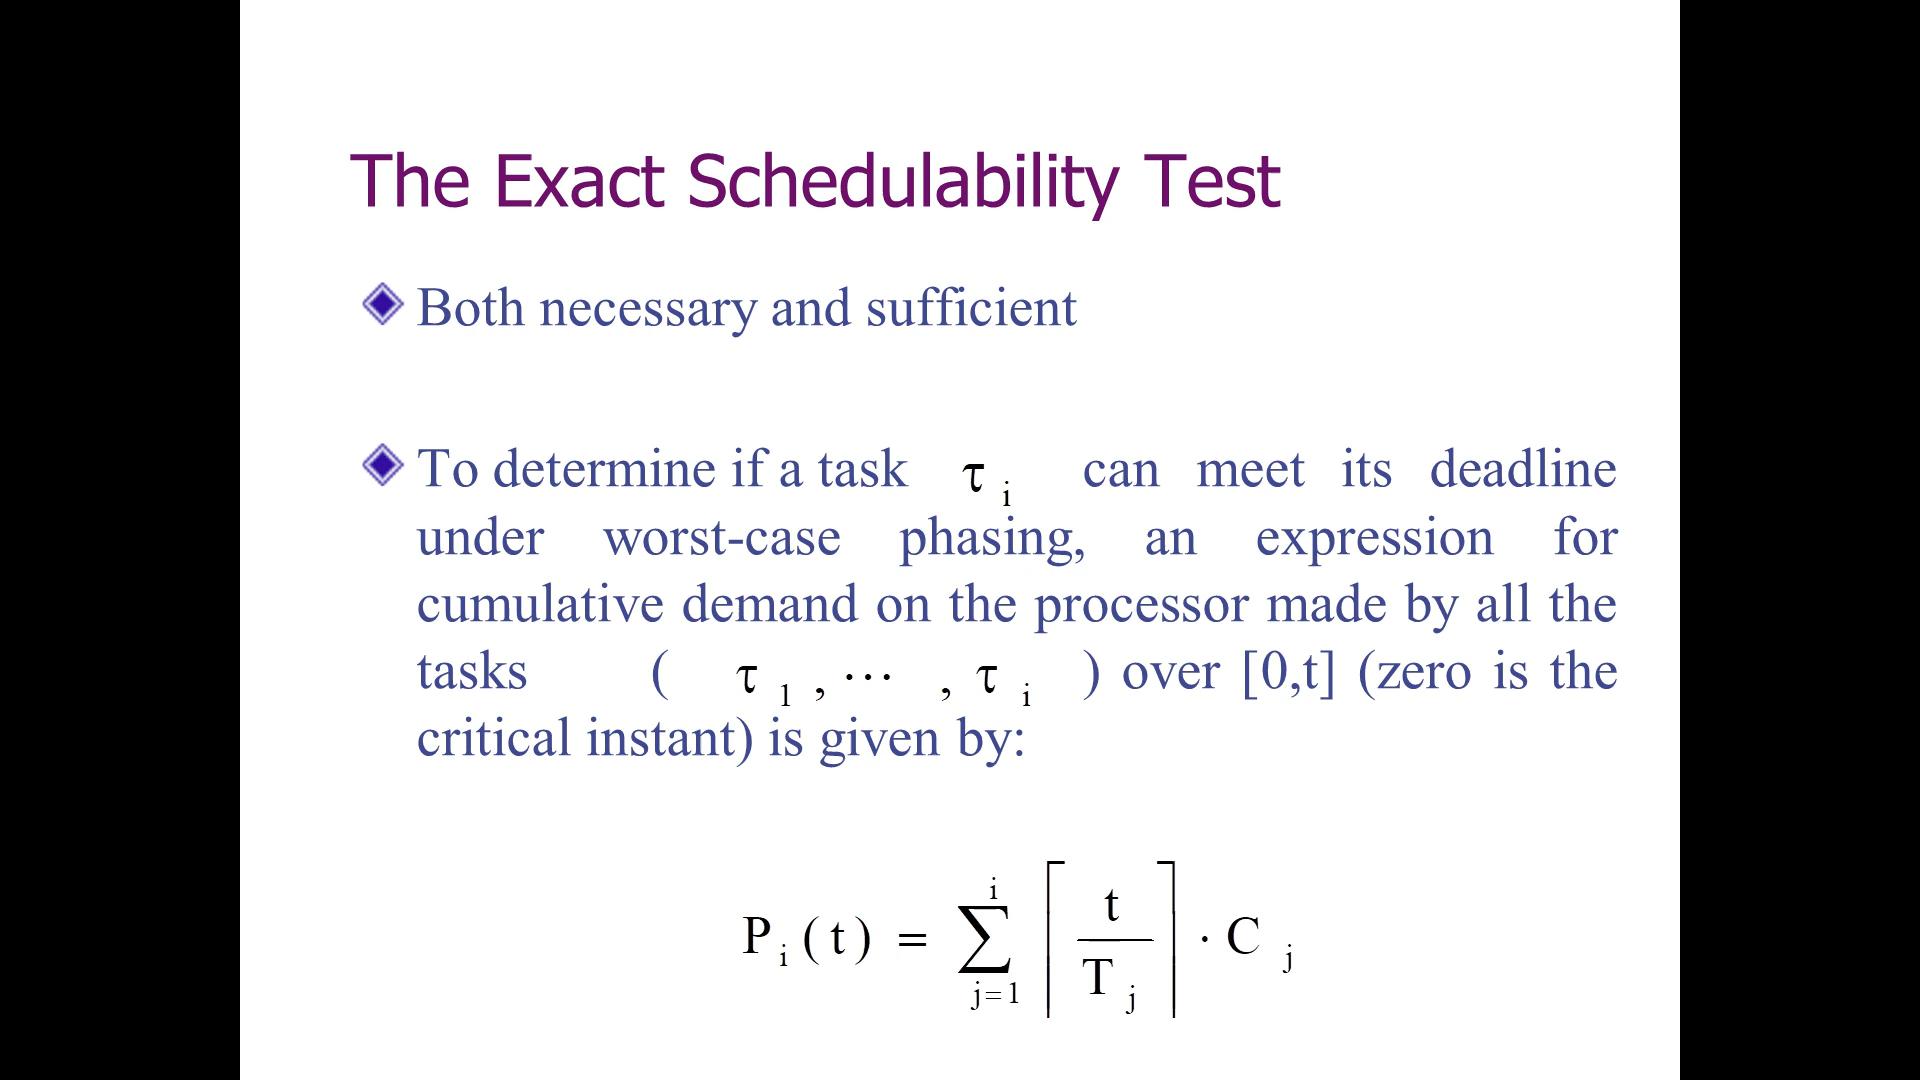 The Exact Schedulability Test
Both necessary and sufficient
To determine if a task τ i can meet its deadline
under worst-case phasing, an expression for
cumulative demand on the processor made by all the
tasks ( τ 1 , ⋯ , τ i ) over [0,t] (zero is the
critical instant) is given by:
P i ( t ) = ∑ j=1 i ⌈ t / T j ⌉ · C j